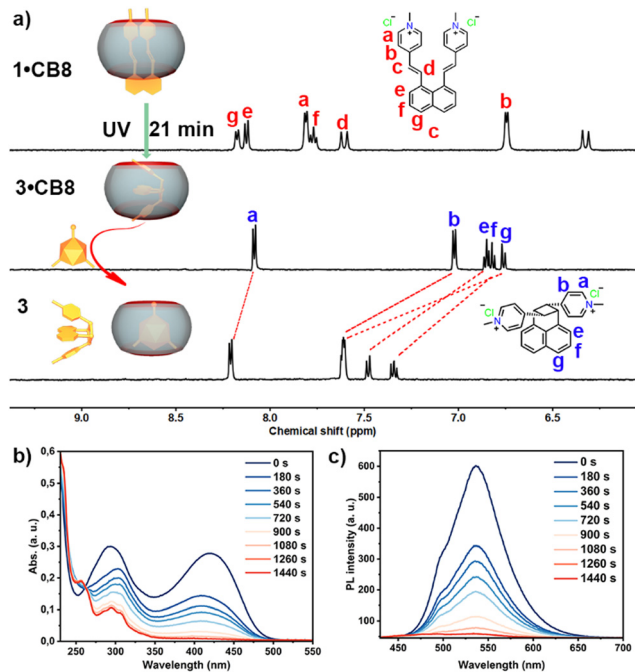 a)
1•CB8
UV 21 min
3•CB8
3
g e a f d b
Cl⁻ Cl⁻
N⁺ N⁺
a
b
c d
e
f
g c
a b e f g
Cl⁻ Cl⁻
N⁺ N⁺
b a
e
f
g
9.0 8.5 8.0 7.5 7.0 6.5
Chemical shift (ppm)
b)
0,6
0,5
0,4
0,3
0,2
0,1
0,0
Abs. (a. u.)
0 s
180 s
360 s
540 s
720 s
900 s
1080 s
1260 s
1440 s
250 300 350 400 450 500 550
Wavelength (nm)
c)
600
500
400
300
200
100
PL intensity (a. u.)
0 s
180 s
360 s
540 s
720 s
900 s
1080 s
1260 s
1440 s
450 500 550 600 650 700
Wavelength (nm)